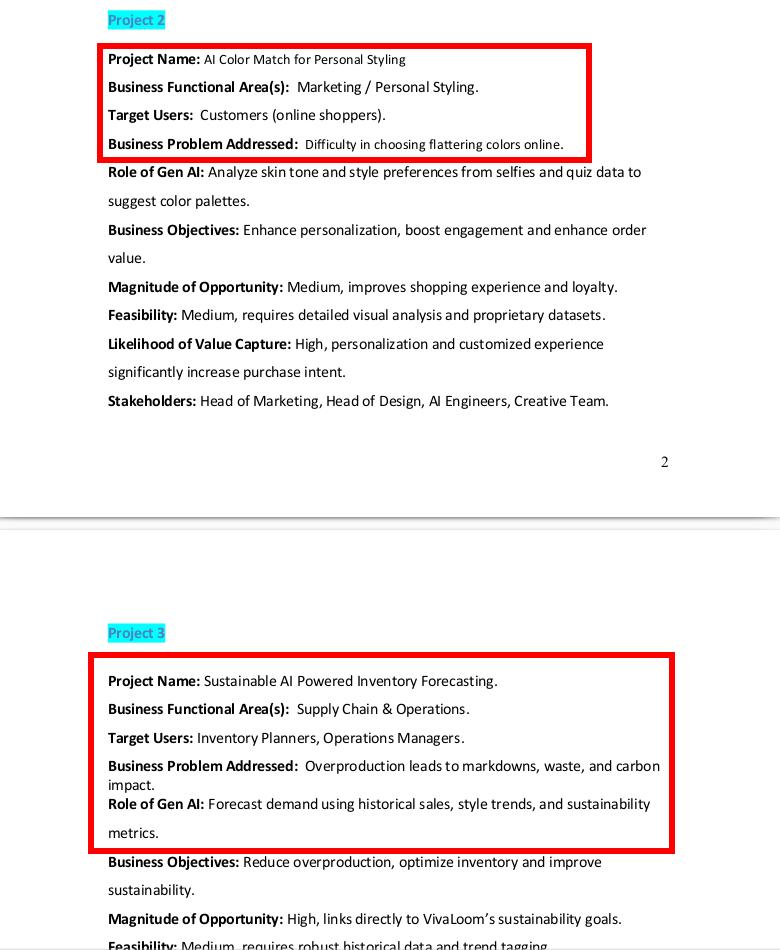 Project 2
Project Name: AI Color Match for Personal Styling
Business Functional Area(s): Marketing / Personal Styling.
Target Users: Customers (online shoppers).
Business Problem Addressed: Difficulty in choosing flattering colors online.
Role of Gen AI: Analyze skin tone and style preferences from selfies and quiz data to
suggest color palettes.
Business Objectives: Enhance personalization, boost engagement and enhance order
value.
Magnitude of Opportunity: Medium, improves shopping experience and loyalty.
Feasibility: Medium, requires detailed visual analysis and proprietary datasets.
Likelihood of Value Capture: High, personalization and customized experience
significantly increase purchase intent.
Stakeholders: Head of Marketing, Head of Design, AI Engineers, Creative Team.
2
Project 3
Project Name: Sustainable AI Powered Inventory Forecasting.
Business Functional Area(s): Supply Chain & Operations.
Target Users: Inventory Planners, Operations Managers.
Business Problem Addressed: Overproduction leads to markdowns, waste, and carbon
impact.
Role of Gen AI: Forecast demand using historical sales, style trends, and sustainability
metrics.
Business Objectives: Reduce overproduction, optimize inventory and improve
sustainability.
Magnitude of Opportunity: High, links directly to VivaLoom’s sustainability goals.
Feasibility: Medium, requires robust historical data and trend tagging.